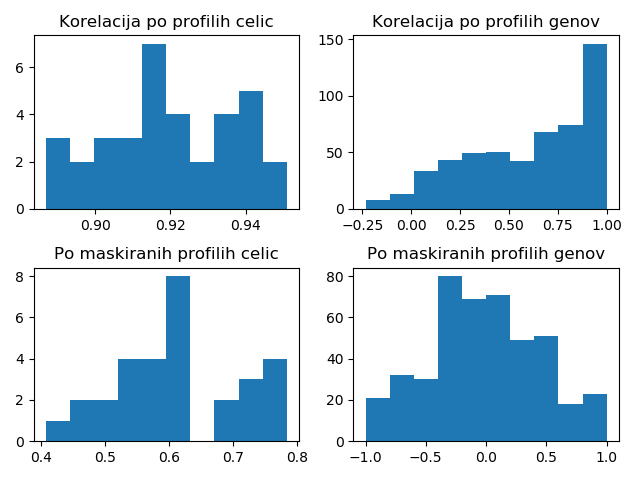 Korelacija po profilih celic
6
4
2
0
0.90 0.92 0.94
Korelacija po profilih genov
150
100
50
0
−0.25 0.00 0.25 0.50 0.75 1.00
Po maskiranih profilih celic
8
6
4
2
0
0.4 0.5 0.6 0.7 0.8
Po maskiranih profilih genov
80
60
40
20
0
−1.0 −0.5 0.0 0.5 1.0